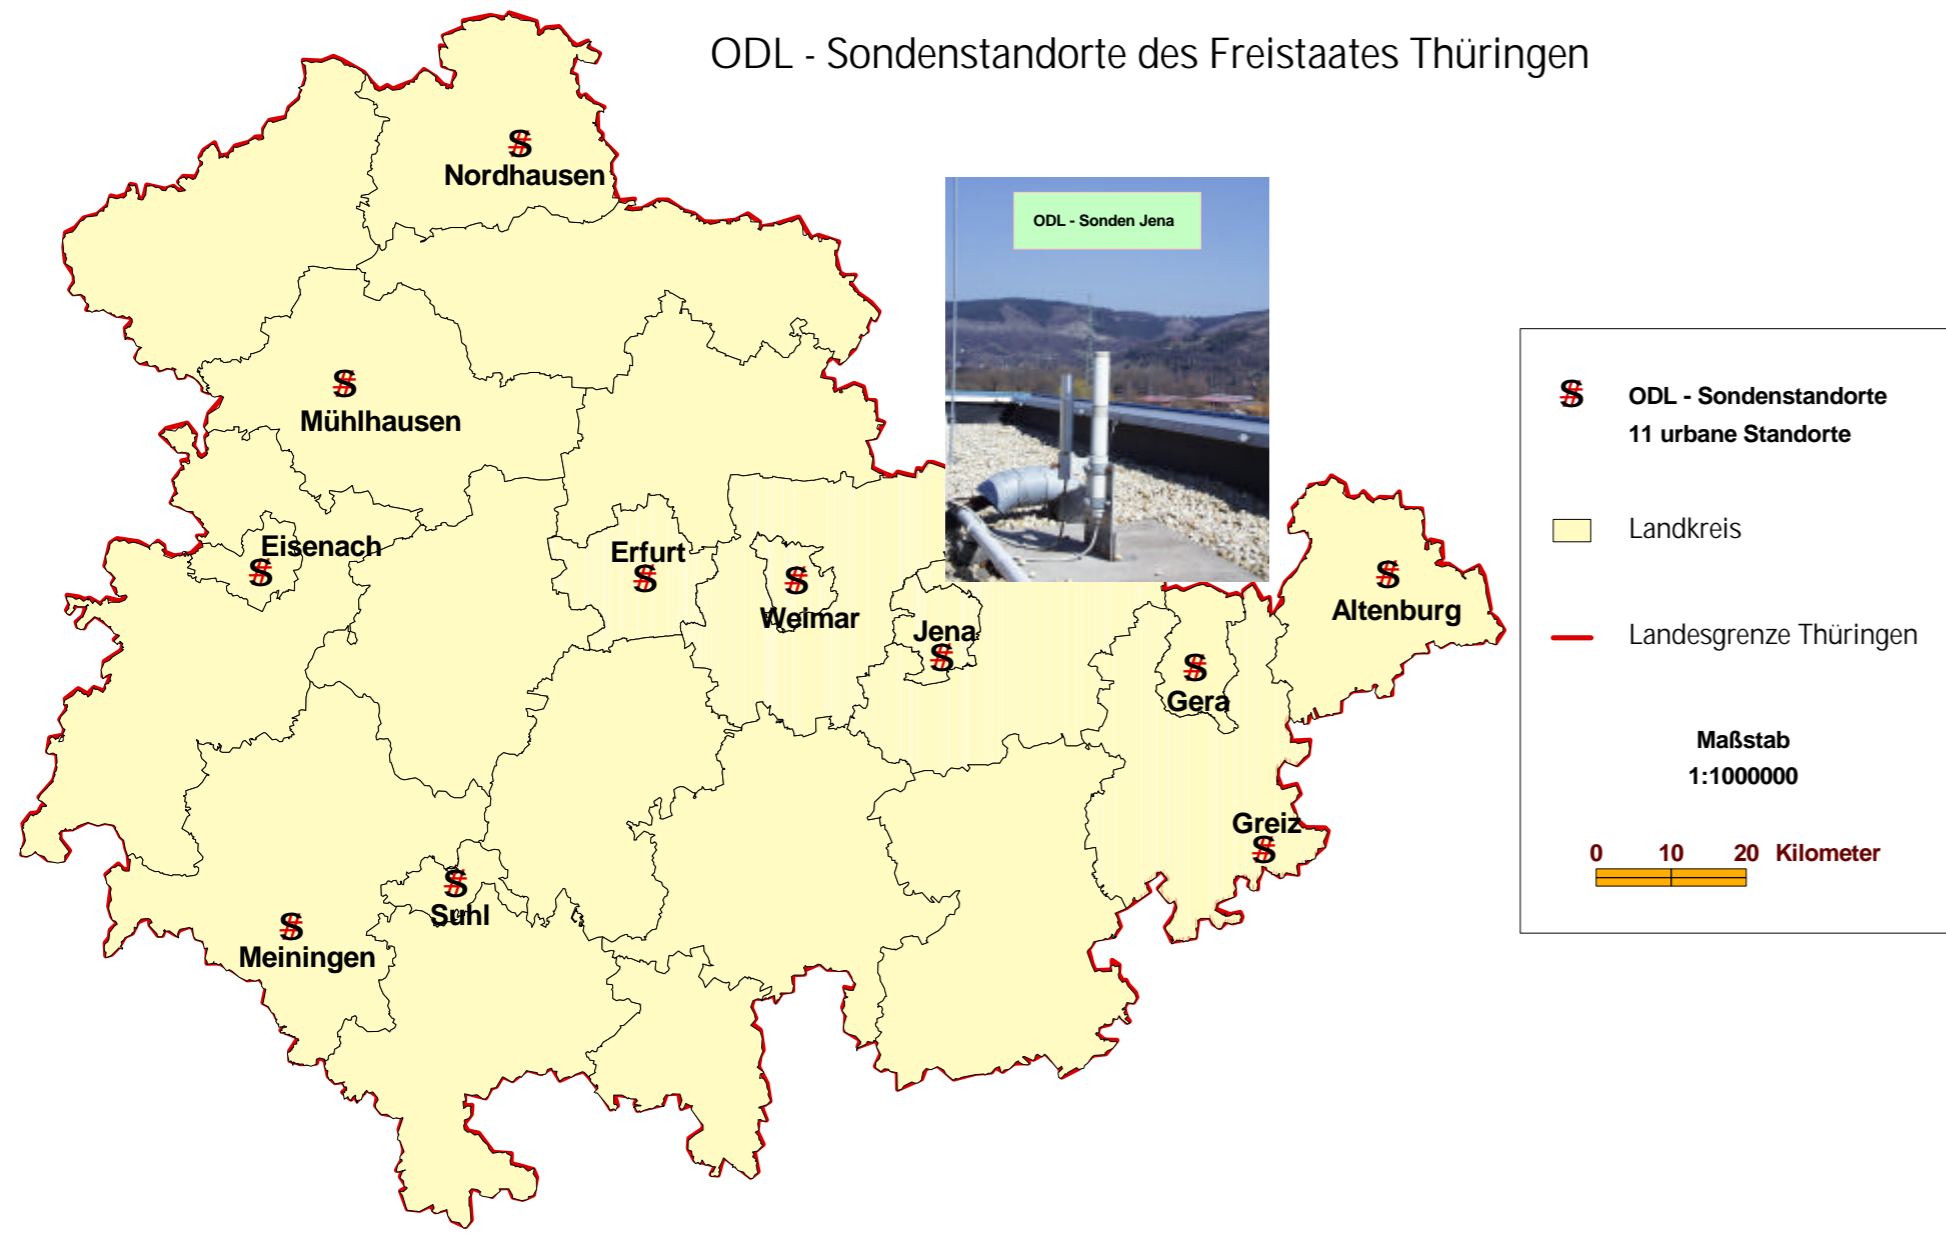 ODL - Sondenstandorte des Freistaates Thüringen
Nordhausen
ODL - Sonden Jena
Mühlhausen
Eisenach
Erfurt
Weimar
Jena
Altenburg
Gera
Greiz
Suhl
Meiningen
ODL - Sondenstandorte
11 urbane Standorte
Landkreis
Landesgrenze Thüringen
Maßstab
1:1000000
0 10 20 Kilometer